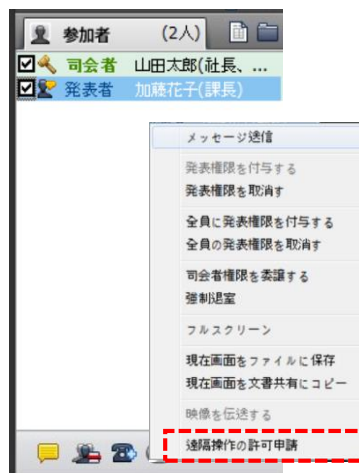 参加者 (2人)
司会者 山田太郎(社長、...
発表者 加藤花子(課長)
メッセージ送信
発表権限を付与する
発表権限を取消す
全員に発表権限を付与する
全員の発表権限を取消す
司会者権限を委譲する
強制退室
フルスクリーン
現在画面をファイルに保存
現在画面を文書共有にコピー
映像を伝送する
遠隔操作の許可申請